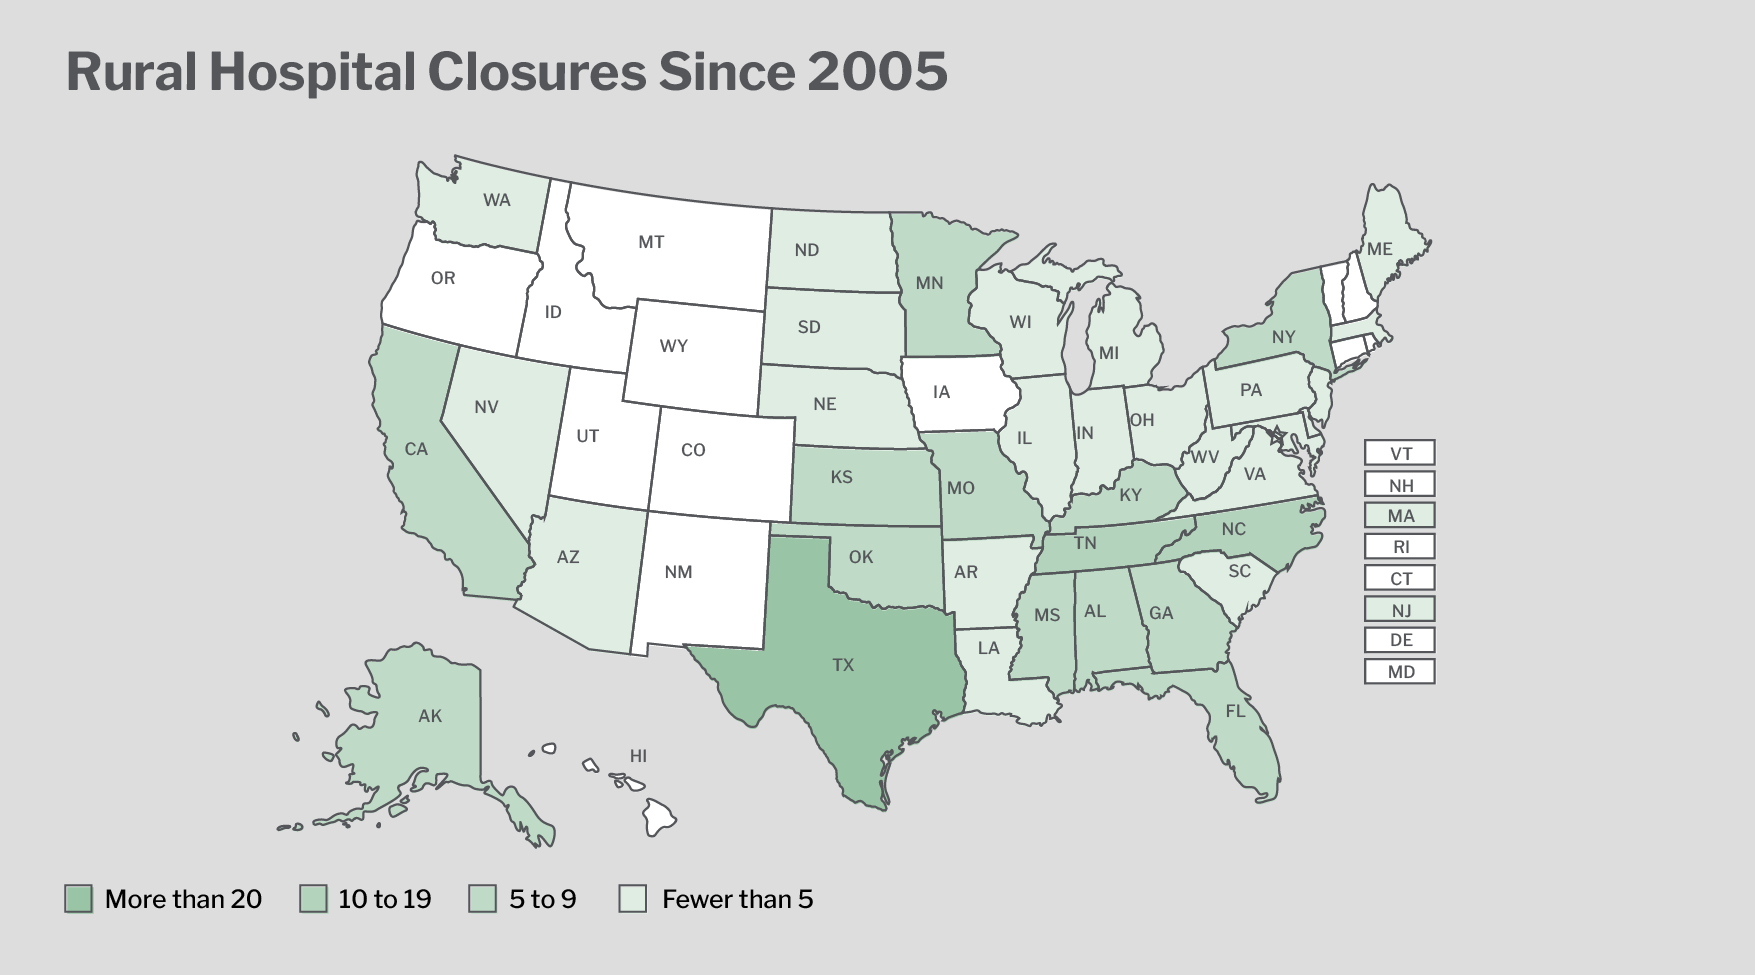 Rural Hospital Closures Since 2005
WA
MT
ND
ME
OR
MN
ID
SD
WI
NY
WY
MI
PA
IA
NV
NE
OH
UT
IL
IN
CA
CO
VT
WV
KS
MO
VA
NH
KY
MA
NC
TN
RI
AZ
OK
NM
AR
SC
CT
MS
AL
GA
NJ
LA
DE
TX
MD
AK
FL
HI
More than 20
10 to 19
5 to 9
Fewer than 5